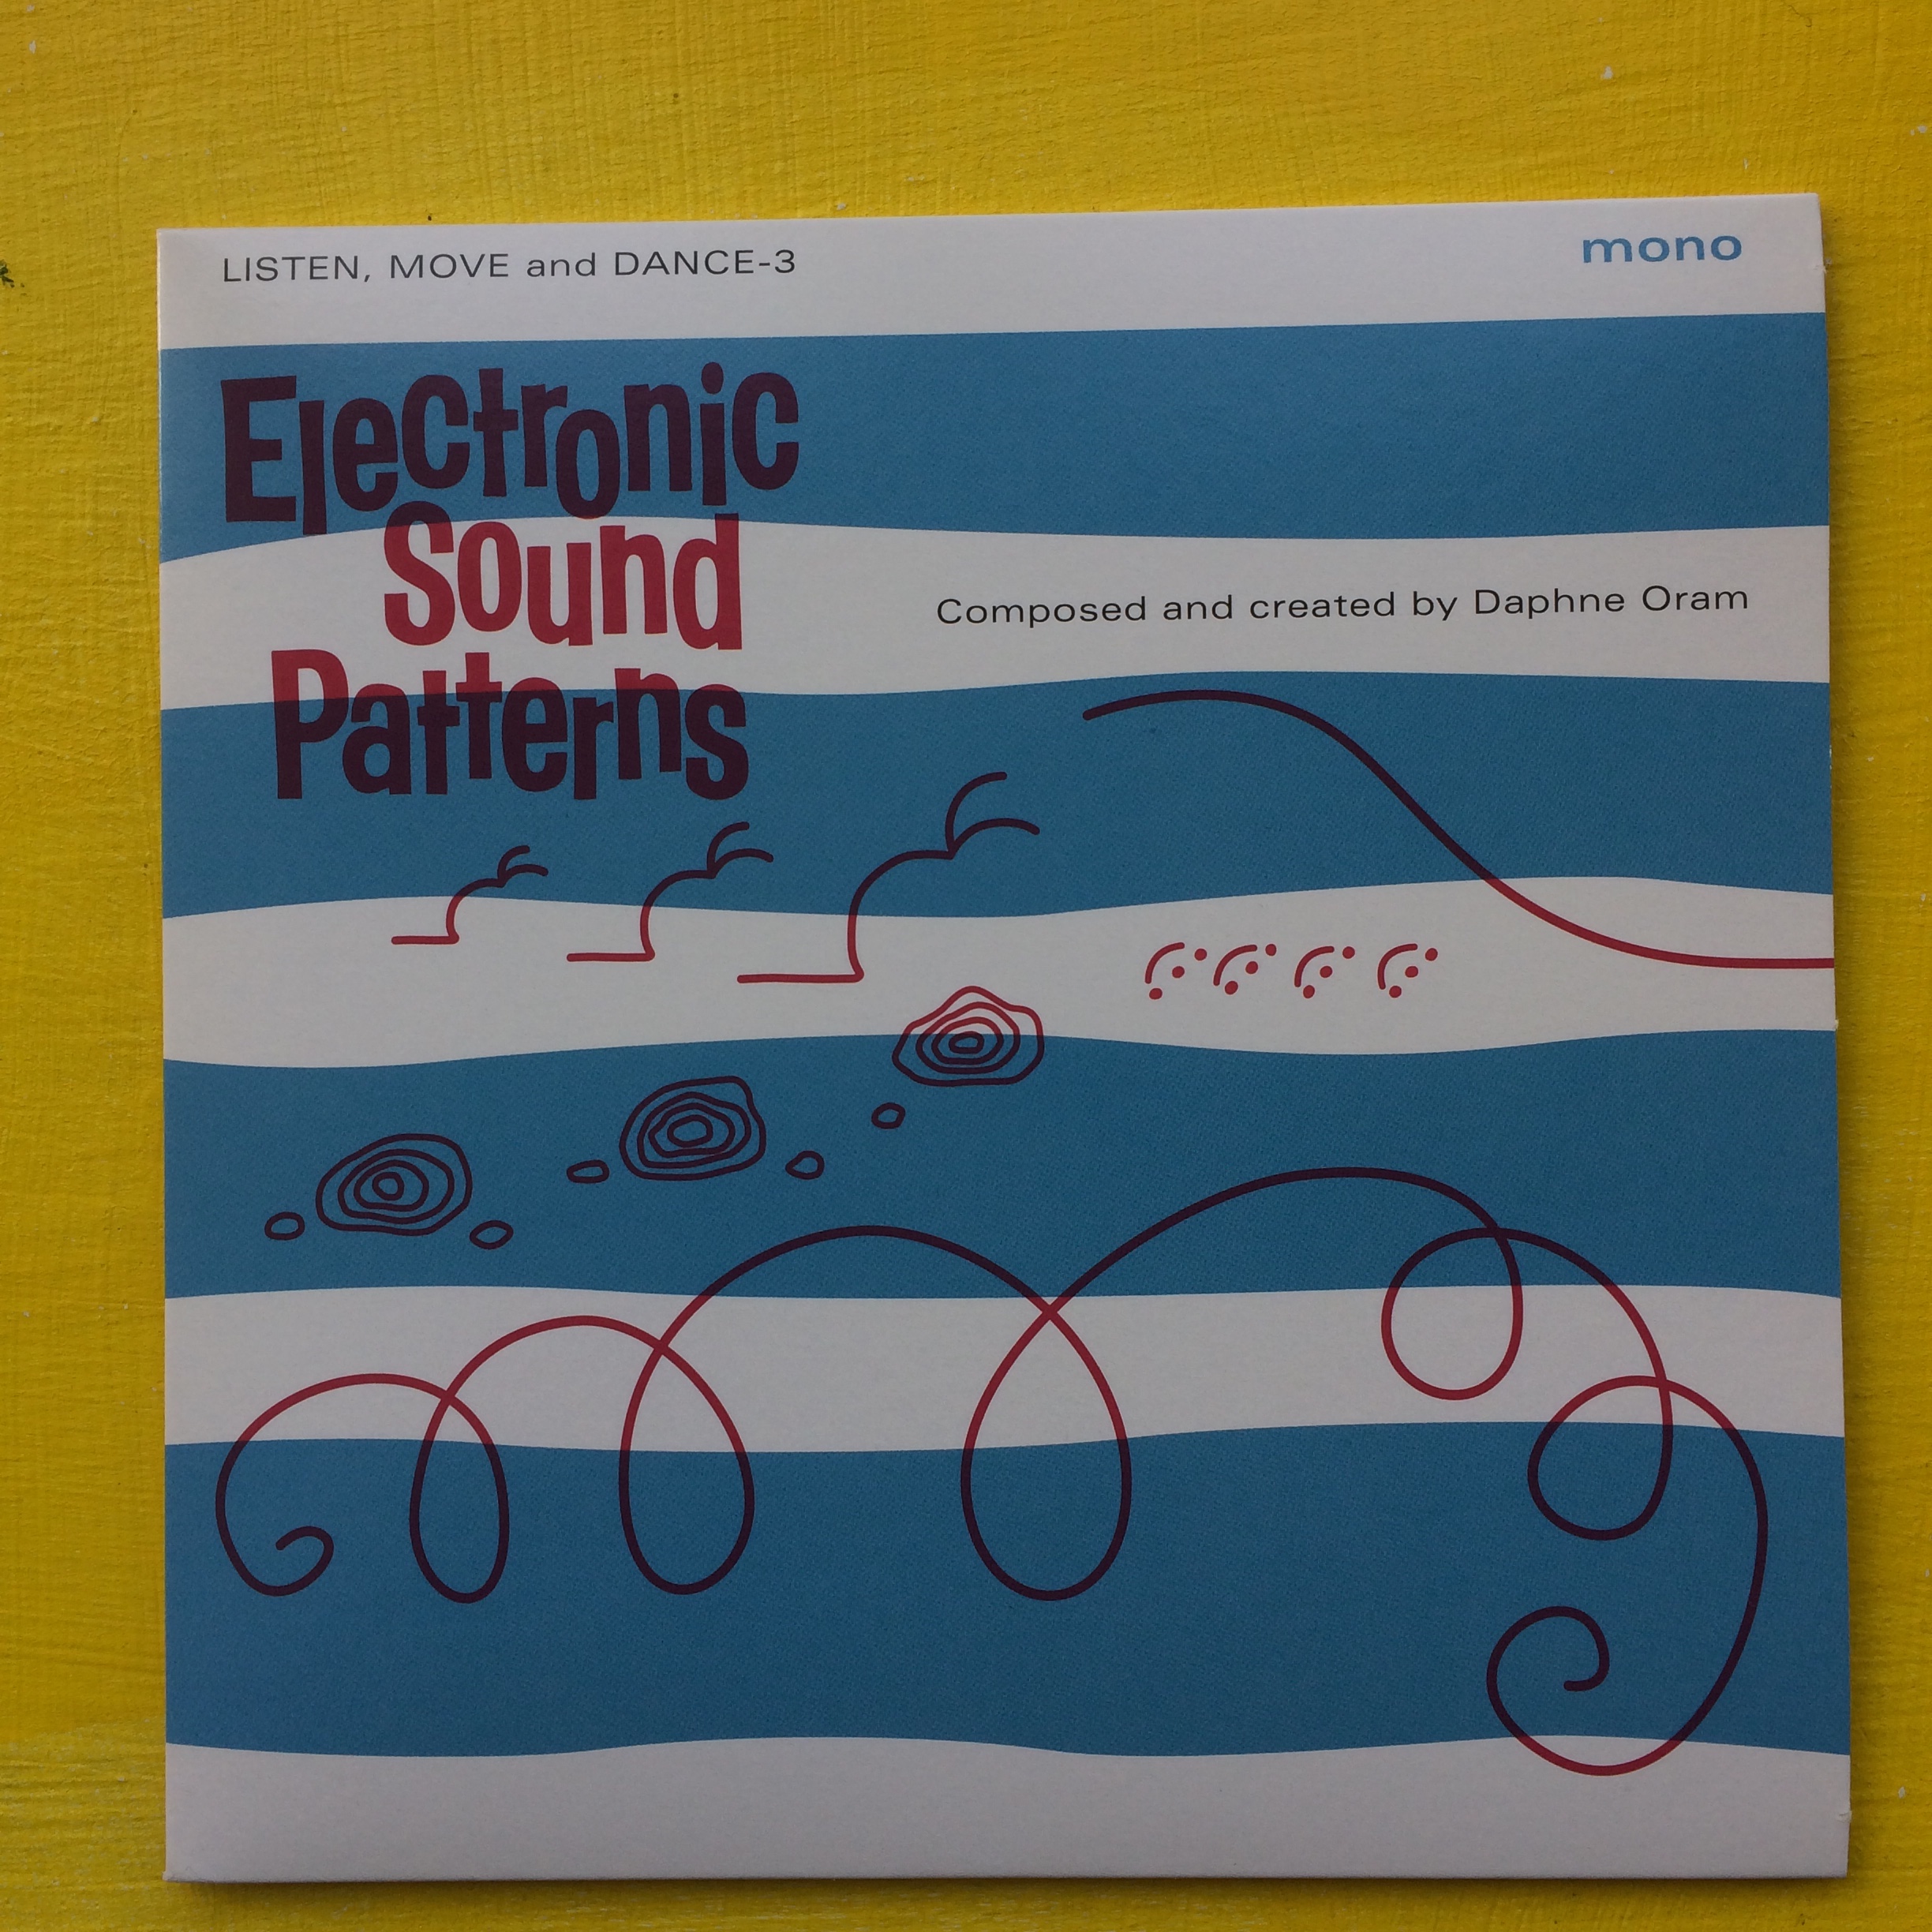 LISTEN, MOVE and DANCE-3
mono
Electronic
Sound
Patterns
Composed and created by Daphne Oram